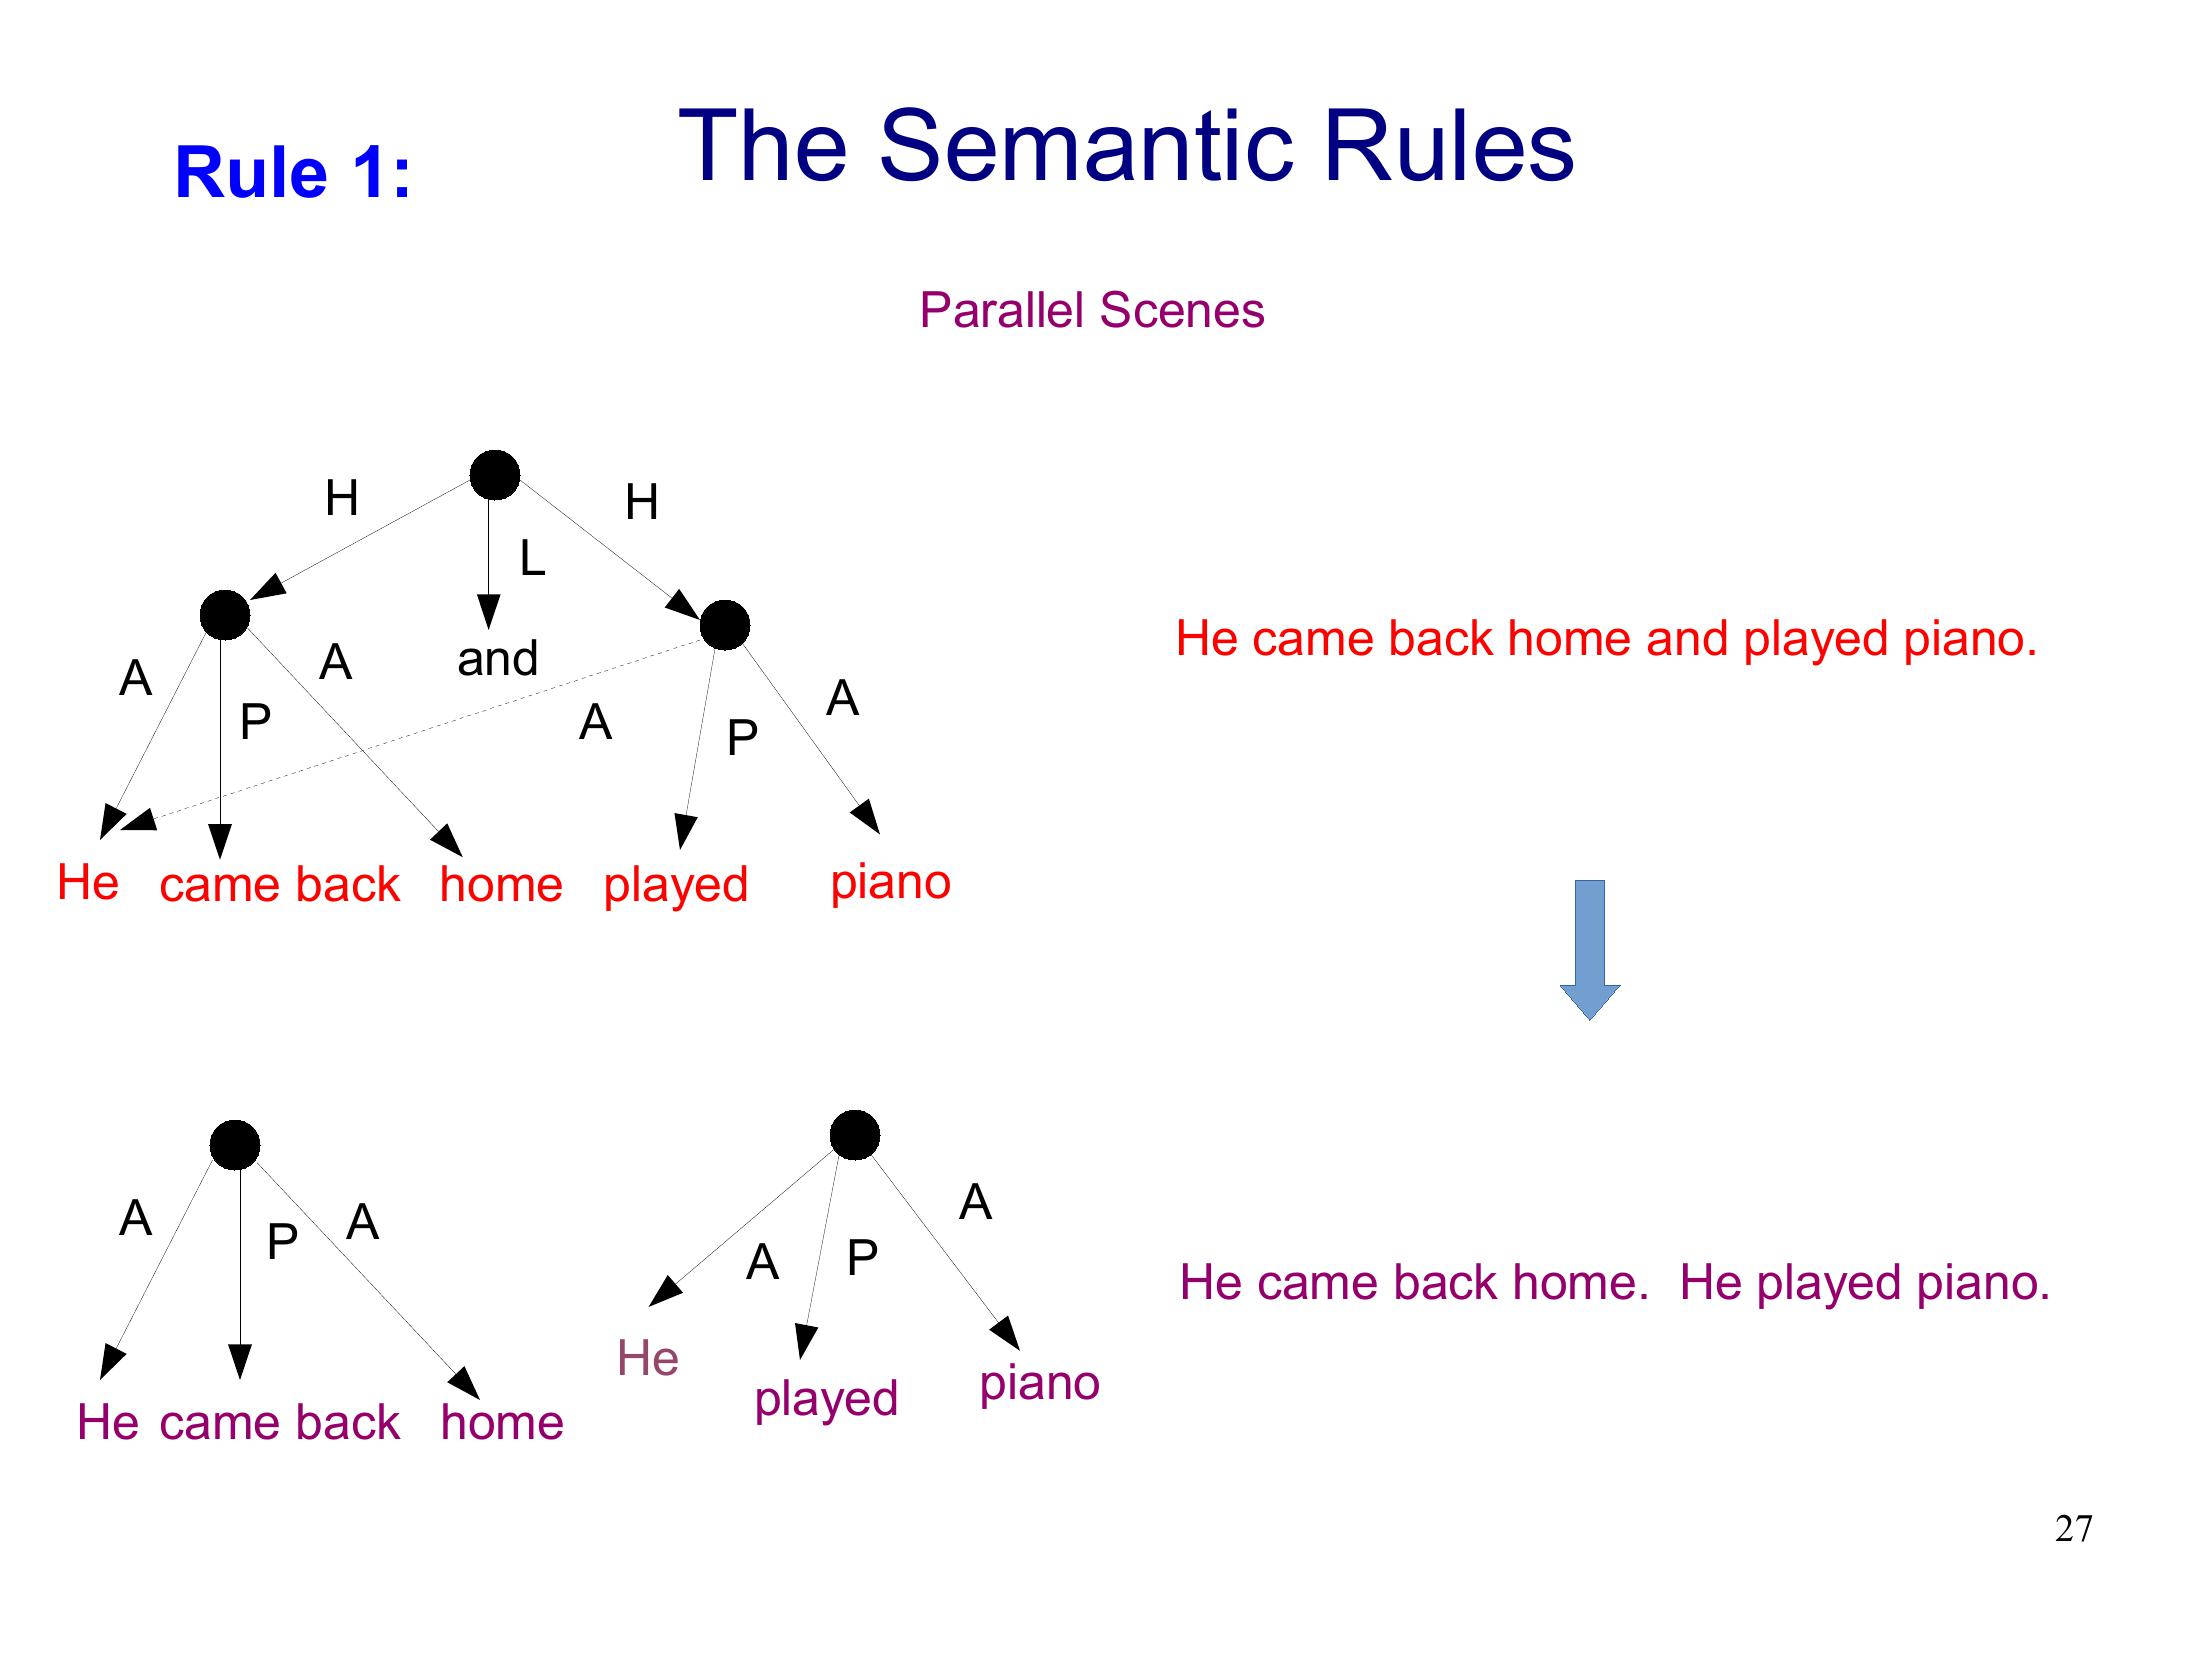 The Semantic Rules
Rule 1:
Parallel Scenes
H
H
L
and
A
A
P
A
P
A
He came back home played piano
He came back home and played piano.
A
P
A
A
P
A
He came back home
He played piano
He came back home.  He played piano.
27